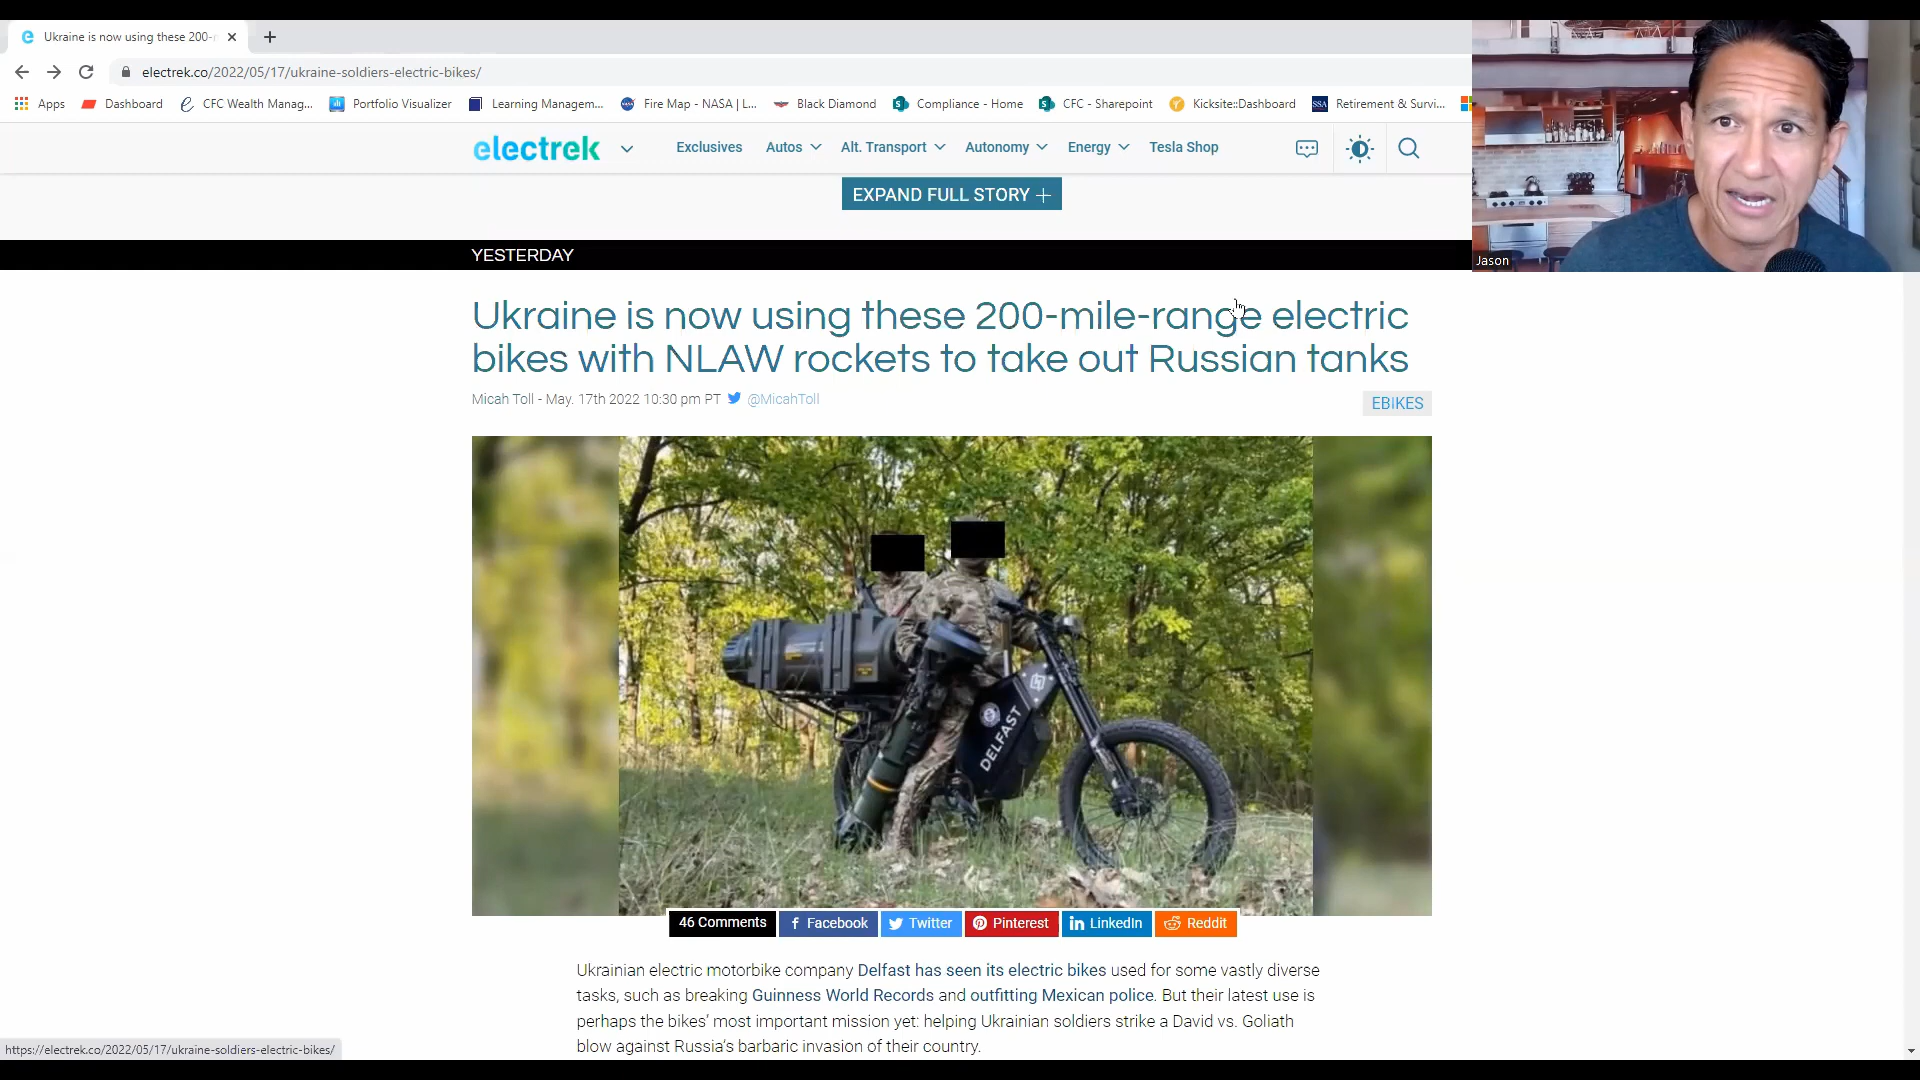 Ukraine is now using these 200-
electrek.co/2022/05/17/ukraine-soldiers-electric-bikes/
Apps Dashboard CFC Wealth Manag... Portfolio Visualizer Learning Managem... Fire Map - NASA | L... Black Diamond Compliance - Home CFC - Sharepoint Kicksite::Dashboard SSA Retirement & Survi...
electrek Exclusives Autos Alt. Transport Autonomy Energy Tesla Shop
EXPAND FULL STORY
Jason
YESTERDAY
Ukraine is now using these 200-mile-range electric
bikes with NLAW rockets to take out Russian tanks
Micah Toll - May. 17th 2022 10:30 pm PT @MicahToll
EBIKES
DELFAST
46 Comments Facebook Twitter Pinterest LinkedIn Reddit
Ukrainian electric motorbike company Delfast has seen its electric bikes used for some vastly diverse
tasks, such as breaking Guinness World Records and outfitting Mexican police. But their latest use is
perhaps the bikes' most important mission yet: helping Ukrainian soldiers strike a David vs. Goliath
blow against Russia's barbaric invasion of their country.
https://electrek.co/2022/05/17/ukraine-soldiers-electric-bikes/